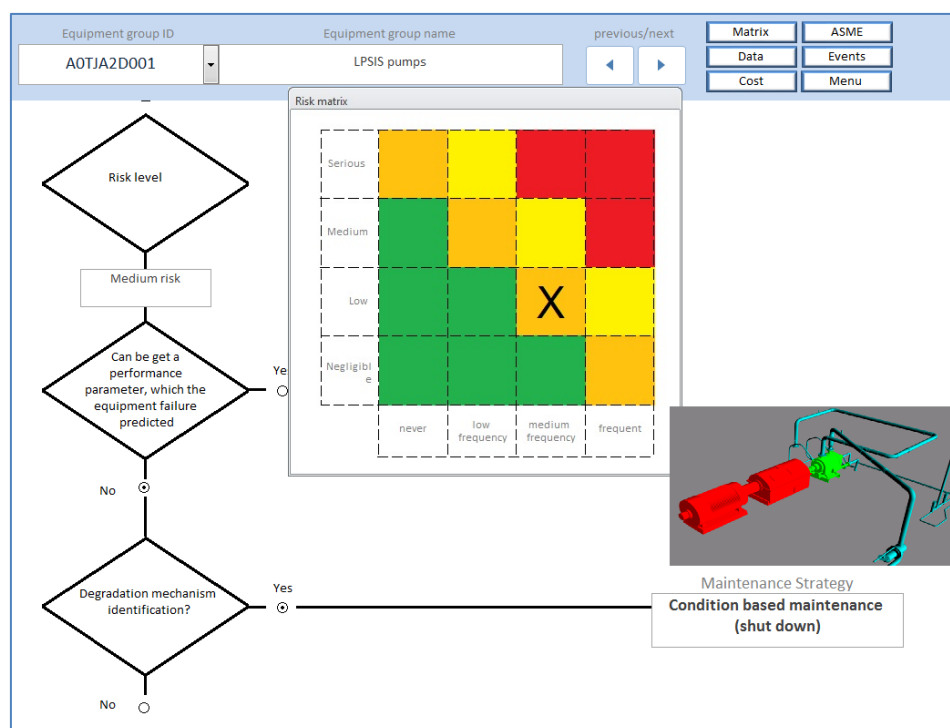 Equipment group ID
Equipment group name
previous/next
A0TJA2D001
LPSIS pumps
Matrix
ASME
Data
Events
Cost
Menu
Risk matrix
Serious
Medium
Low
X
Negligibl
e
never
low
frequency
medium
frequency
frequent
Risk level
Medium risk
Can be get a
performance
parameter, which the
equipment failure
predicted
Ye
No
Degradation mechanism
identification?
Yes
No
Maintenance Strategy
Condition based maintenance
(shut down)